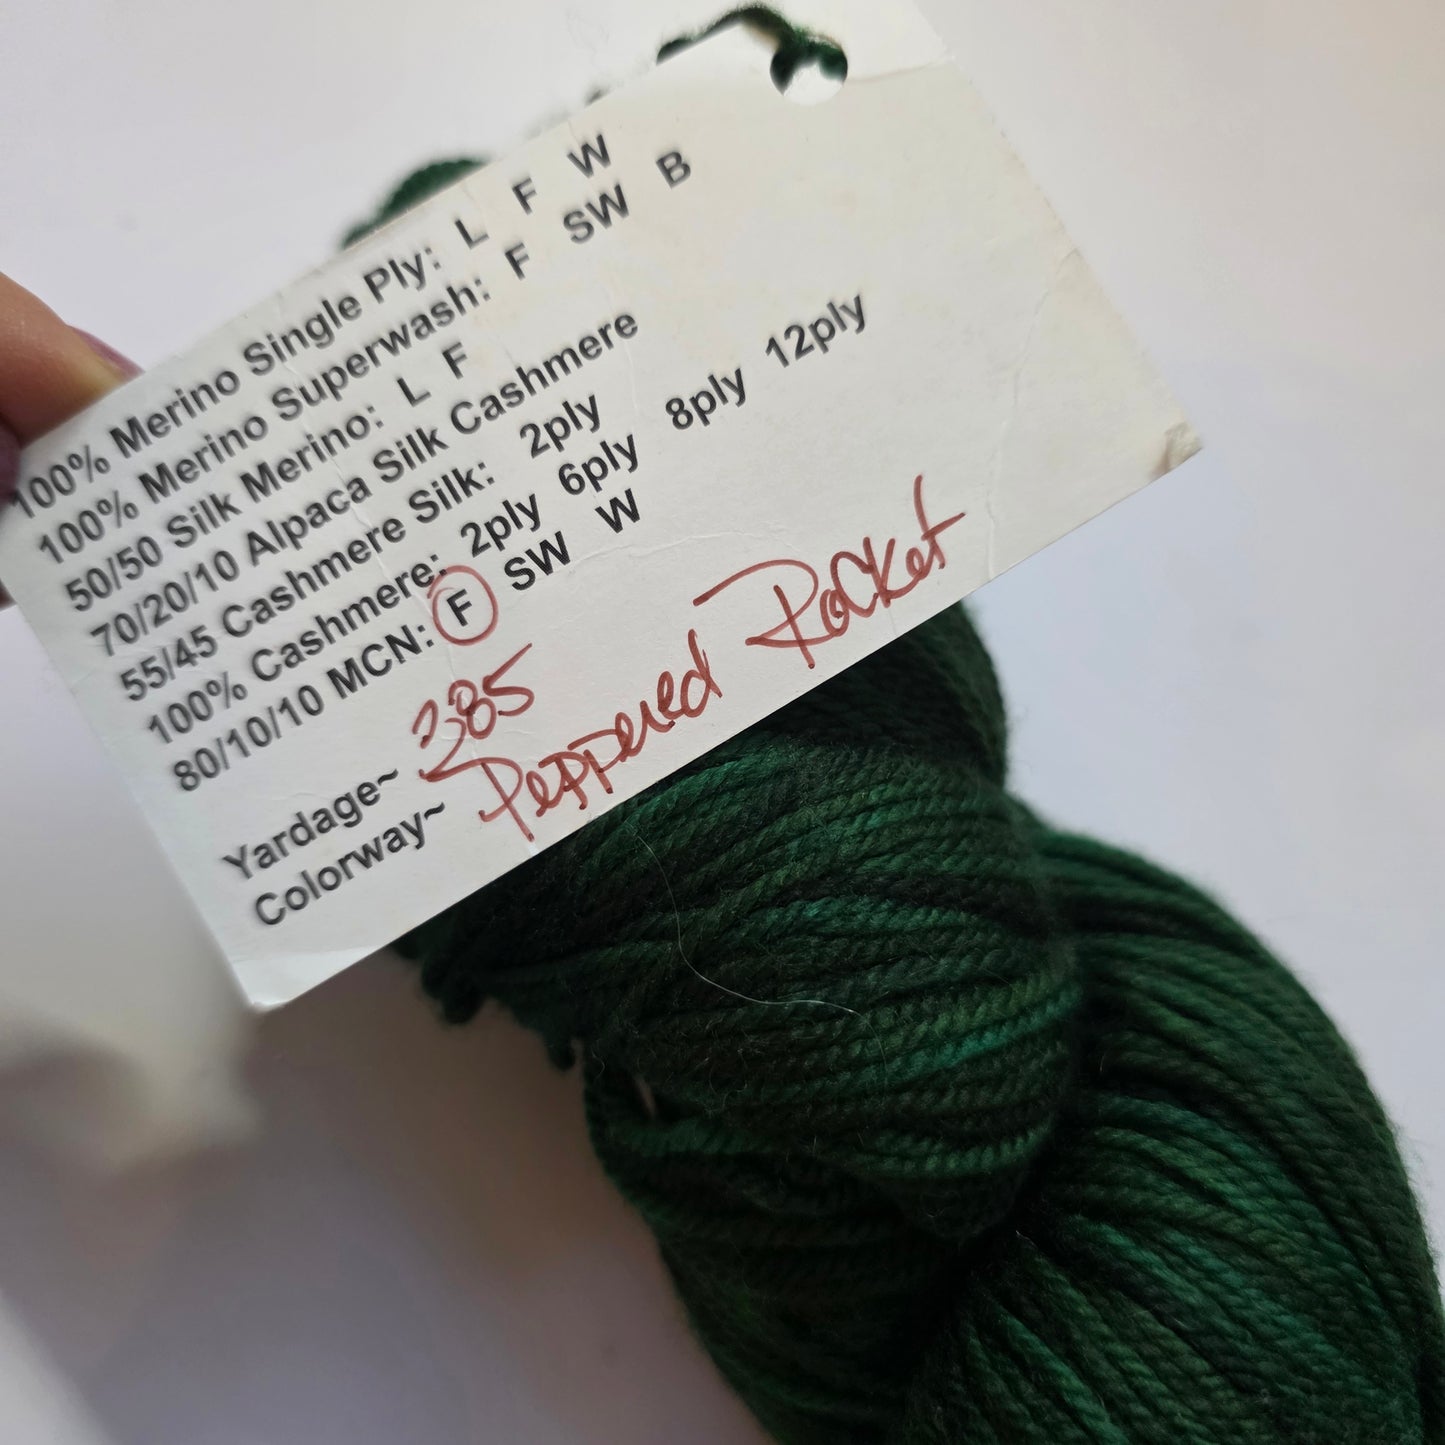 100% Merino Single Ply: L F W
100% Merino Superwash: F SW B
50/50 Silk Merino: L F
70/20/10 Alpaca Silk Cashmere
55/45 Cashmere Silk: 2ply
100% Cashmere: 2ply 6ply 8ply 12ply
80/10/10 MCN: F SW W
Yardage~ 385
Colorway~ Peppered Rocket